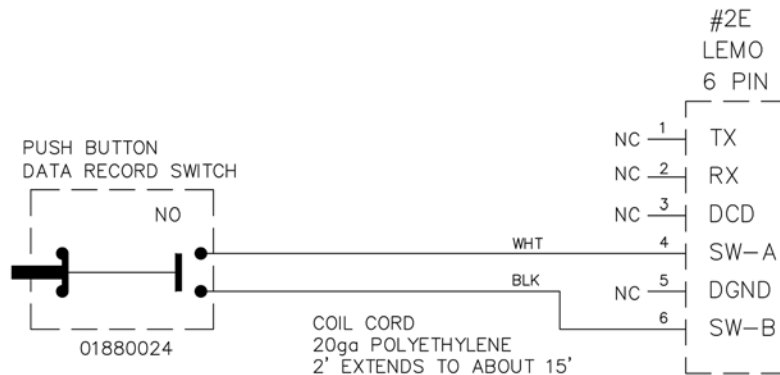 #2E
LEMO
6 PIN
PUSH BUTTON
DATA RECORD SWITCH
NO
01880024
WHT
BLK
COIL CORD
20ga POLYETHYLENE
2' EXTENDS TO ABOUT 15'
NC 1 TX
NC 2 RX
NC 3 DCD
4 SW-A
NC 5 DGND
6 SW-B